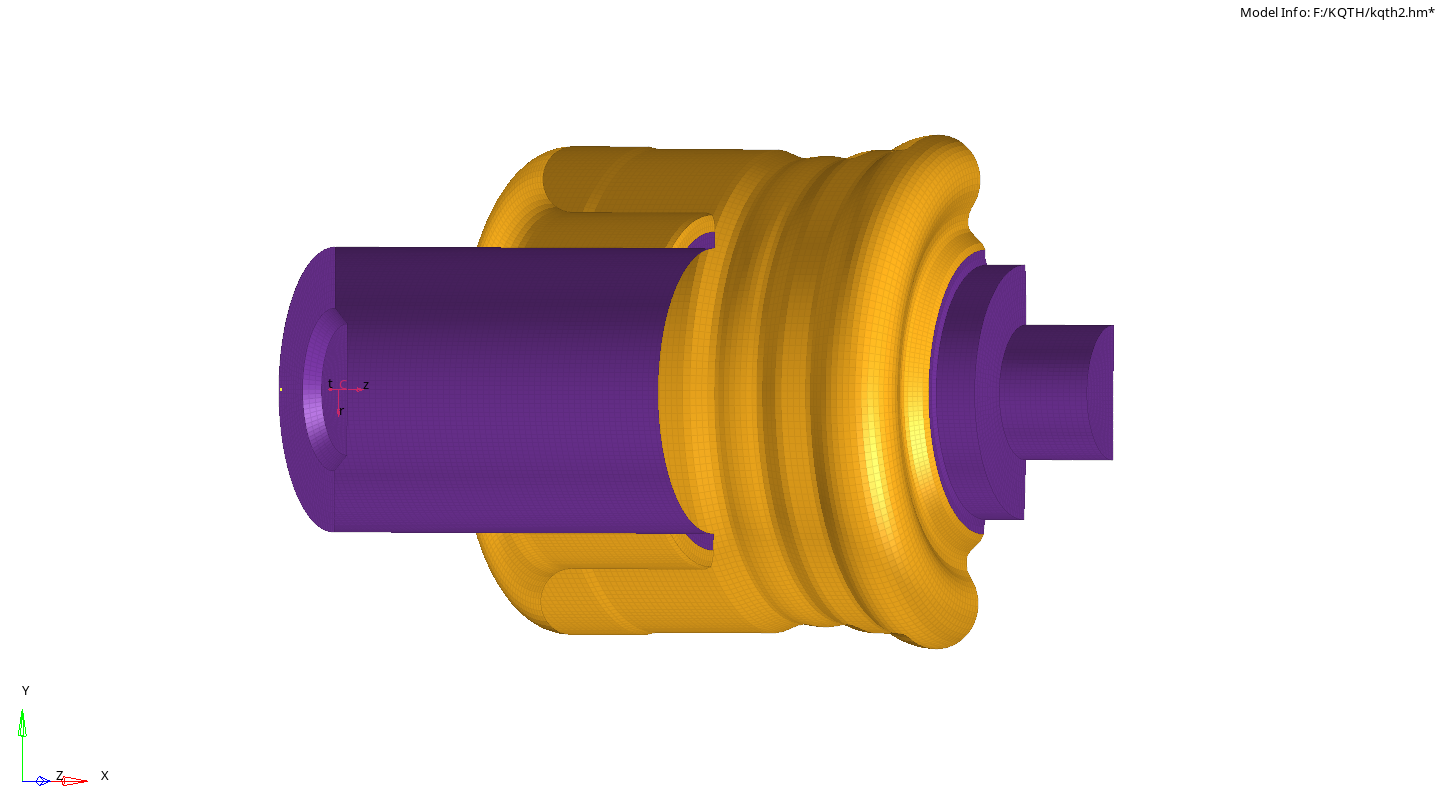 Model Info: F:/KQTH/kqth2.hm*
t c z
r
Y
Z X